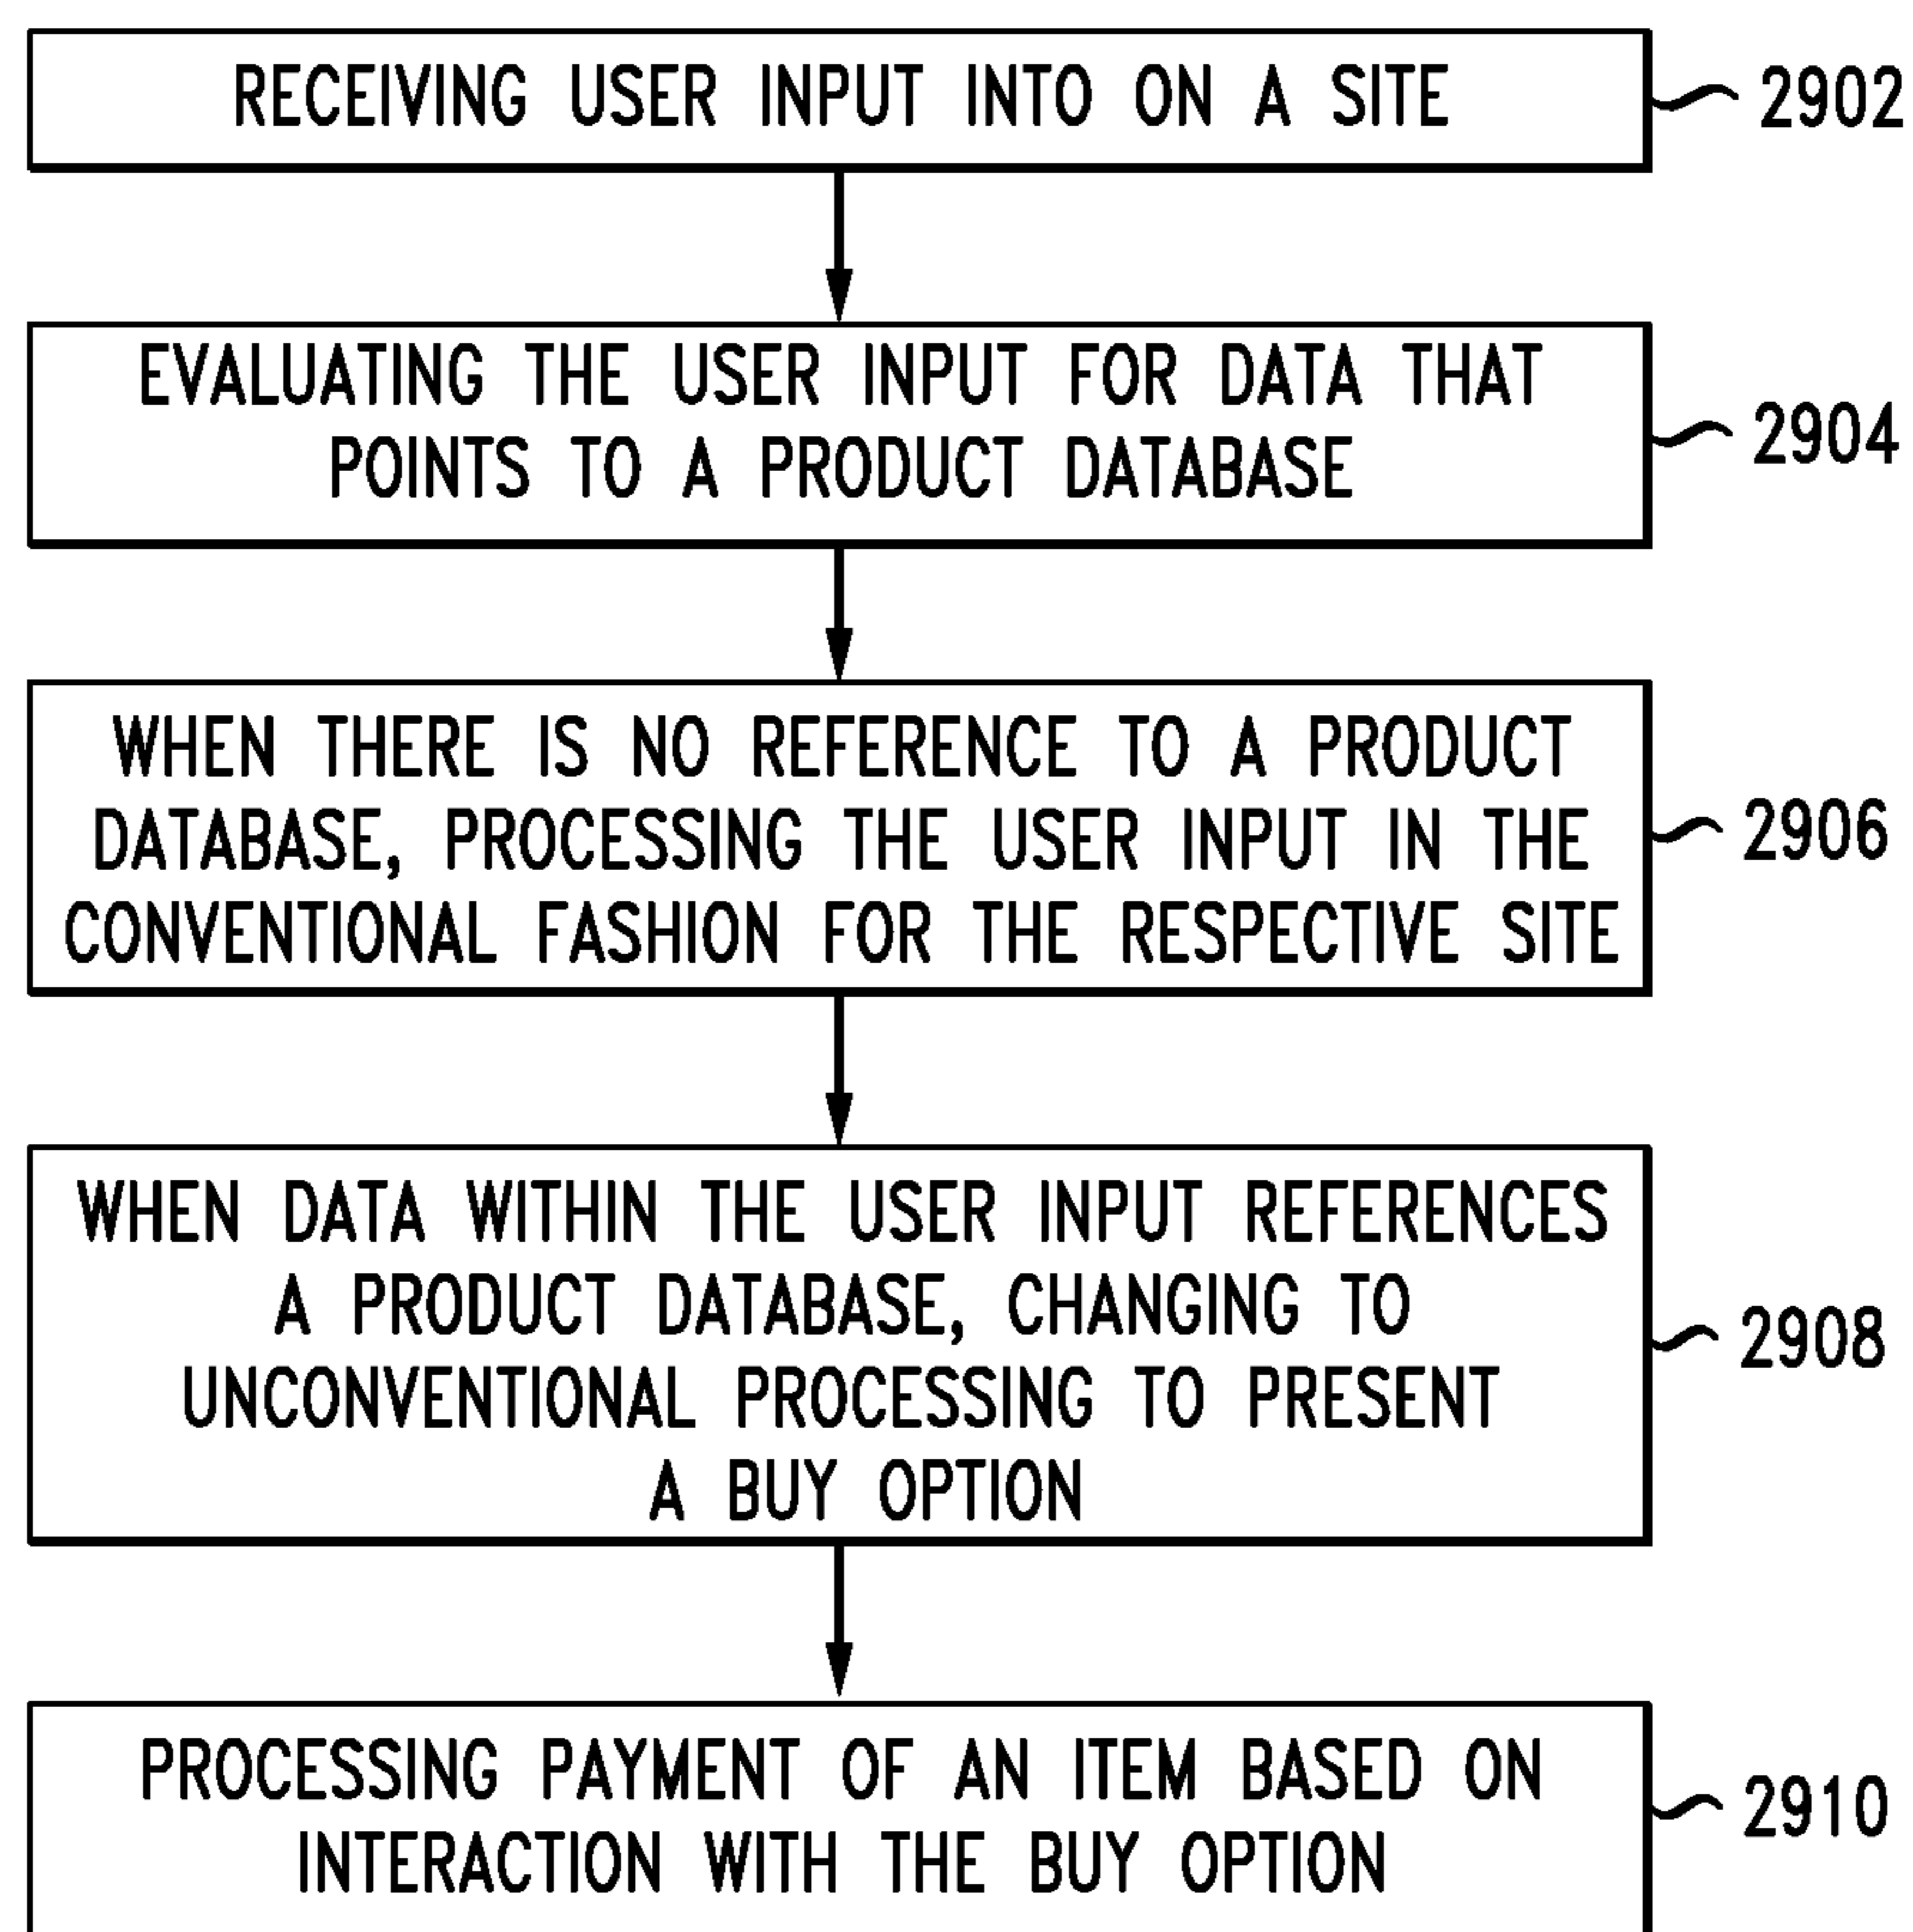 RECEIVING USER INPUT INTO ON A SITE
2902
EVALUATING THE USER INPUT FOR DATA THAT
POINTS TO A PRODUCT DATABASE
2904
WHEN THERE IS NO REFERENCE TO A PRODUCT
DATABASE, PROCESSING THE USER INPUT IN THE
CONVENTIONAL FASHION FOR THE RESPECTIVE SITE
2906
WHEN DATA WITHIN THE USER INPUT REFERENCES
A PRODUCT DATABASE, CHANGING TO
UNCONVENTIONAL PROCESSING TO PRESENT
A BUY OPTION
2908
PROCESSING PAYMENT OF AN ITEM BASED ON
INTERACTION WITH THE BUY OPTION
2910